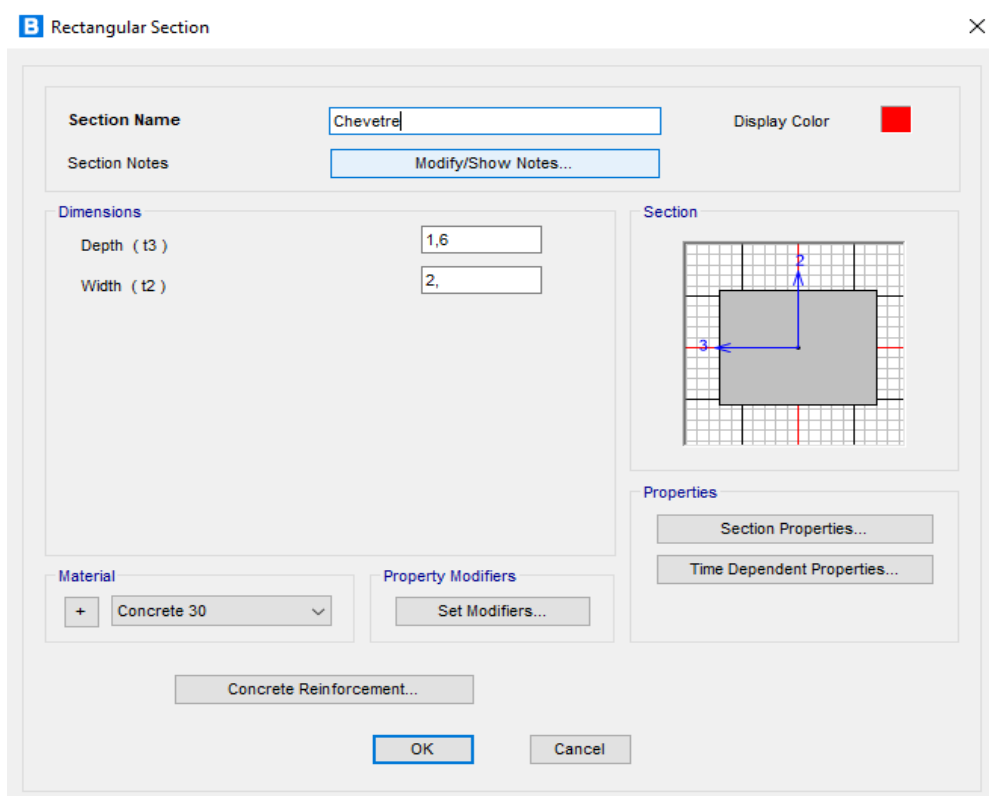 B Rectangular Section
Section Name Chevetre Display Color
Section Notes Modify/Show Notes...
Dimensions
Depth ( t3 ) 1,6
Width ( t2 ) 2,
Section
2
3
Properties
Section Properties...
Time Dependent Properties...
Material
+ Concrete 30
Property Modifiers
Set Modifiers...
Concrete Reinforcement...
OK Cancel